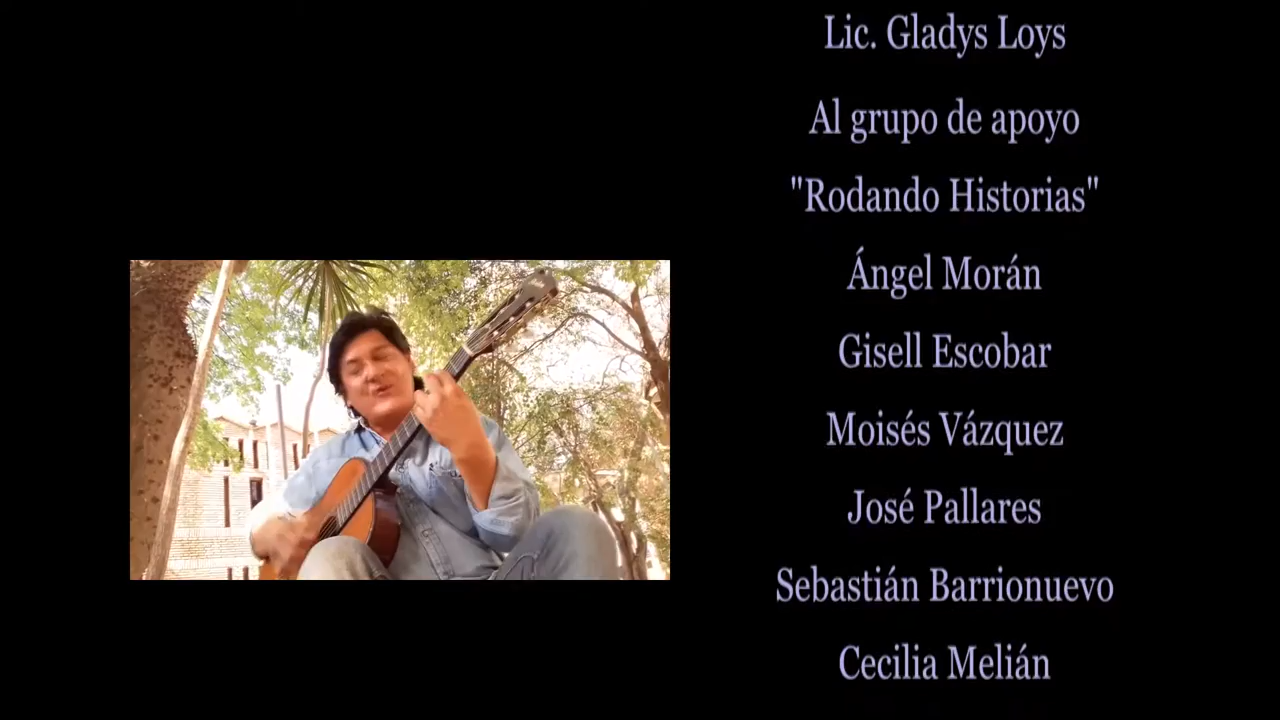 Lic. Gladys Loys
Al grupo de apoyo
"Rodando Historias"
Ángel Morán
Gisell Escobar
Moisés Vázquez
José Pallares
Sebastián Barrionuevo
Cecilia Melián